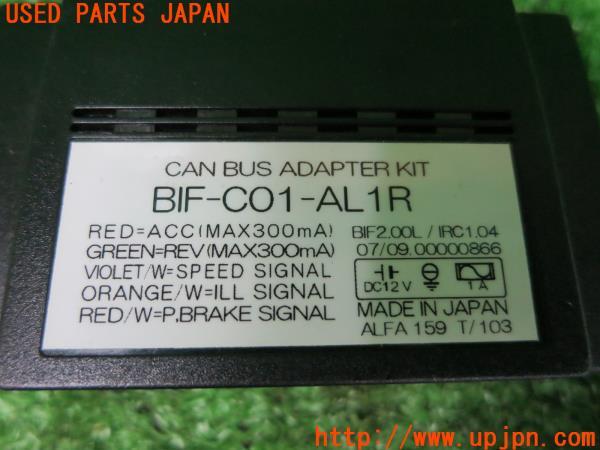 USED PARTS JAPAN
CAN BUS ADAPTER KIT
BIF-C01-AL1R
RED=ACC(MAX300mA)
GREEN=REV(MAX300mA)
VIOLET/W=SPEED SIGNAL
ORANGE/W=ILL SIGNAL
RED/W=P,BRAKE SIGNAL
BIF2.00L / IRC1.04
07/09.00000866
DC12V
1A
MADE IN JAPAN
ALFA 159 T/103
http://www.upjpn.com/